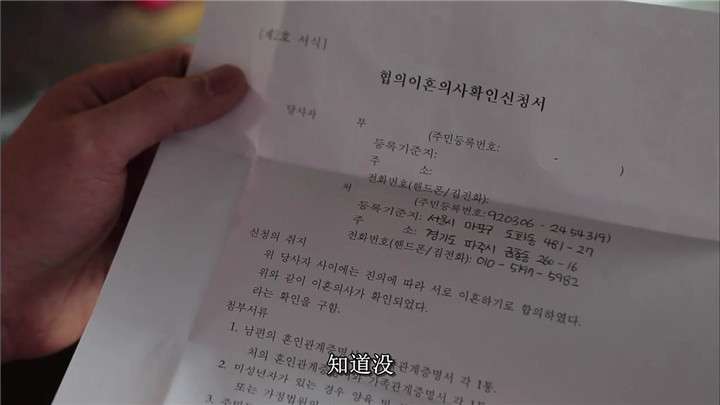 [제2호 서식]
협의이혼의사확인신청서
당사자 부 (주민등록번호: - )
등록기준지:
주 소:
전화번호(핸드폰/집전화):
처 (주민등록번호: 920306 - 2454319)
등록기준지: 서울시 마포구 도화동 481-27
주 소: 경기도 파주시 금촌동 260-16
전화번호(핸드폰/집전화): 010-5197-5982
신청의 취지
위 당사자 사이에는 진의에 따라 서로 이혼하기로 합의하였다.
위와 같이 이혼의사가 확인되었다.
라는 확인을 구함.
첨부서류
1. 남편의 혼인관계증명서 관계증명서 각 1통.
처의 혼인관계증명서와 가족관계증명서 각 1통.
2. 미성년자가 있는 경우 양육 및
또는 가정법원의
3.
知道没